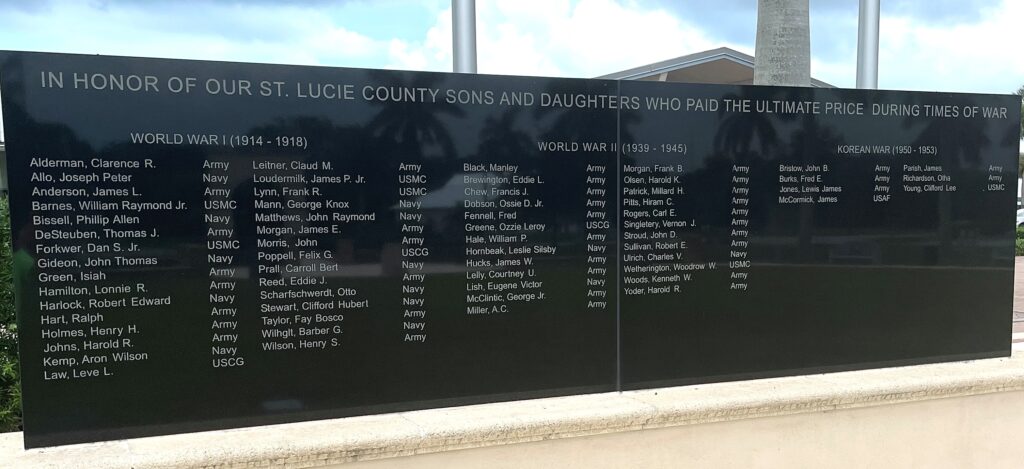 IN HONOR OF OUR ST. LUCIE COUNTY SONS AND DAUGHTERS WHO PAID THE ULTIMATE PRICE DURING TIMES OF WAR
WORLD WAR I (1914 - 1918)
Alderman, Clarence R. Army
Allo, Joseph Peter Navy
Anderson, James L. Army
Barnes, William Raymond Jr. USMC
Bissell, Phillip Allen Navy
DeSteuben, Thomas J. Army
Forkwer, Dan S. Jr. USMC
Gideon, John Thomas Navy
Green, Isiah Army
Hamilton, Lonnie R. Army
Harlock, Robert Edward Navy
Hart, Ralph Army
Holmes, Henry H. Army
Johns, Harold R. Army
Kemp, Aron Wilson Navy
Law, Leve L. USCG
Leitner, Claud M. Army
Loudermilk, James P. Jr. USMC
Lynn, Frank R. USMC
Mann, George Knox Navy
Matthews, John Raymond Navy
Morgan, James E. Army
Morris, John Army
Poppell, Felix G. USCG
Prall, Carroll Bert Navy
Reed, Eddie J. Army
Scharfschwerdt, Otto Navy
Stewart, Clifford Hubert Navy
Taylor, Fay Bosco Army
Wilhglt, Barber G. Navy
Wilson, Henry S. Army
WORLD WAR II (1939 - 1945)
Black, Manley Army
Brewington, Eddie L. Army
Chew, Francis J. Army
Dobson, Ossie D. Jr. Army
Fennell, Fred Army
Greene, Ozzie Leroy USCG
Hale, William P. Army
Hornbeak, Leslie Silsby Navy
Hucks, James W. Army
Lelly, Courtney U. Army
Lish, Eugene Victor Navy
McClintic, George Jr. Army
Miller, A.C. Army
Morgan, Frank B. Army
Olsen, Harold K. Army
Patrick, Millard H. Army
Pitts, Hiram C. Army
Rogers, Carl E. Army
Singletery, Vernon J. Army
Stroud, John D. Army
Sullivan, Robert E. Army
Ulrich, Charles V. Navy
Wetherington, Woodrow W. USMC
Woods, Kenneth W. Army
Yoder, Harold R. Army
KOREAN WAR (1950 - 1953)
Bristow, John B. Army
Burks, Fred E. Army
Jones, Lewis James Army
McCormick, James USAF
Parish, James Army
Richardson, Olha Army
Young, Clifford Lee USMC